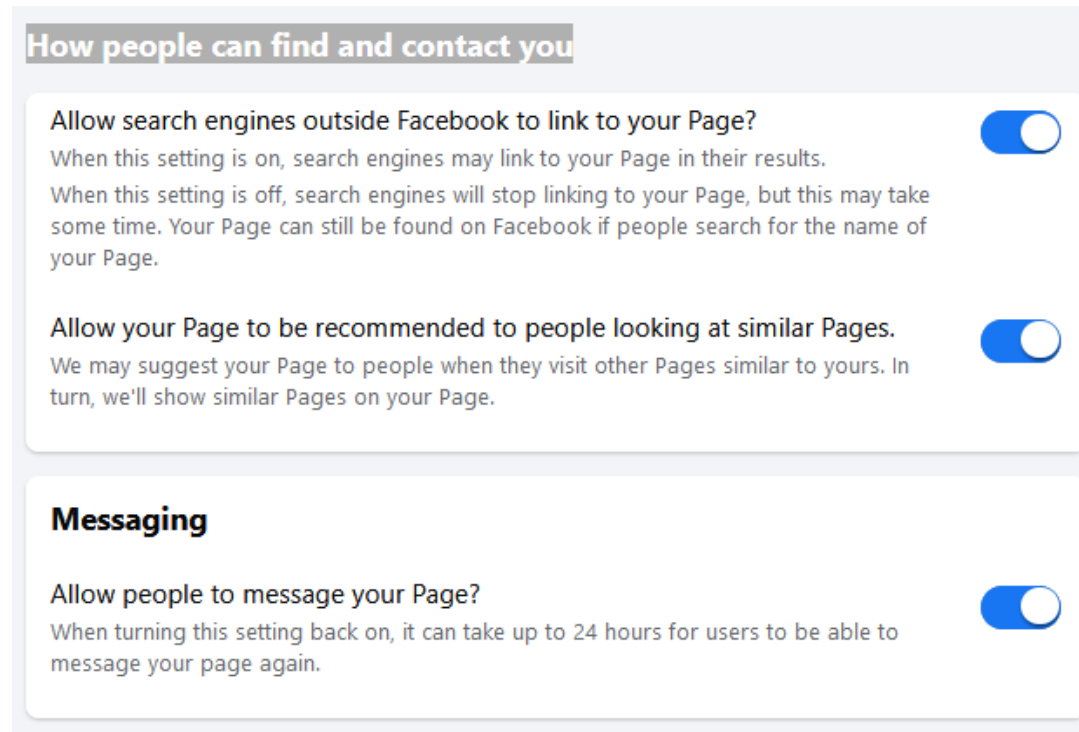 How people can find and contact you
Allow search engines outside Facebook to link to your Page?
When this setting is on, search engines may link to your Page in their results.
When this setting is off, search engines will stop linking to your Page, but this may take
some time. Your Page can still be found on Facebook if people search for the name of
your Page.
Allow your Page to be recommended to people looking at similar Pages.
We may suggest your Page to people when they visit other Pages similar to yours. In
turn, we'll show similar Pages on your Page.
Messaging
Allow people to message your Page?
When turning this setting back on, it can take up to 24 hours for users to be able to
message your page again.